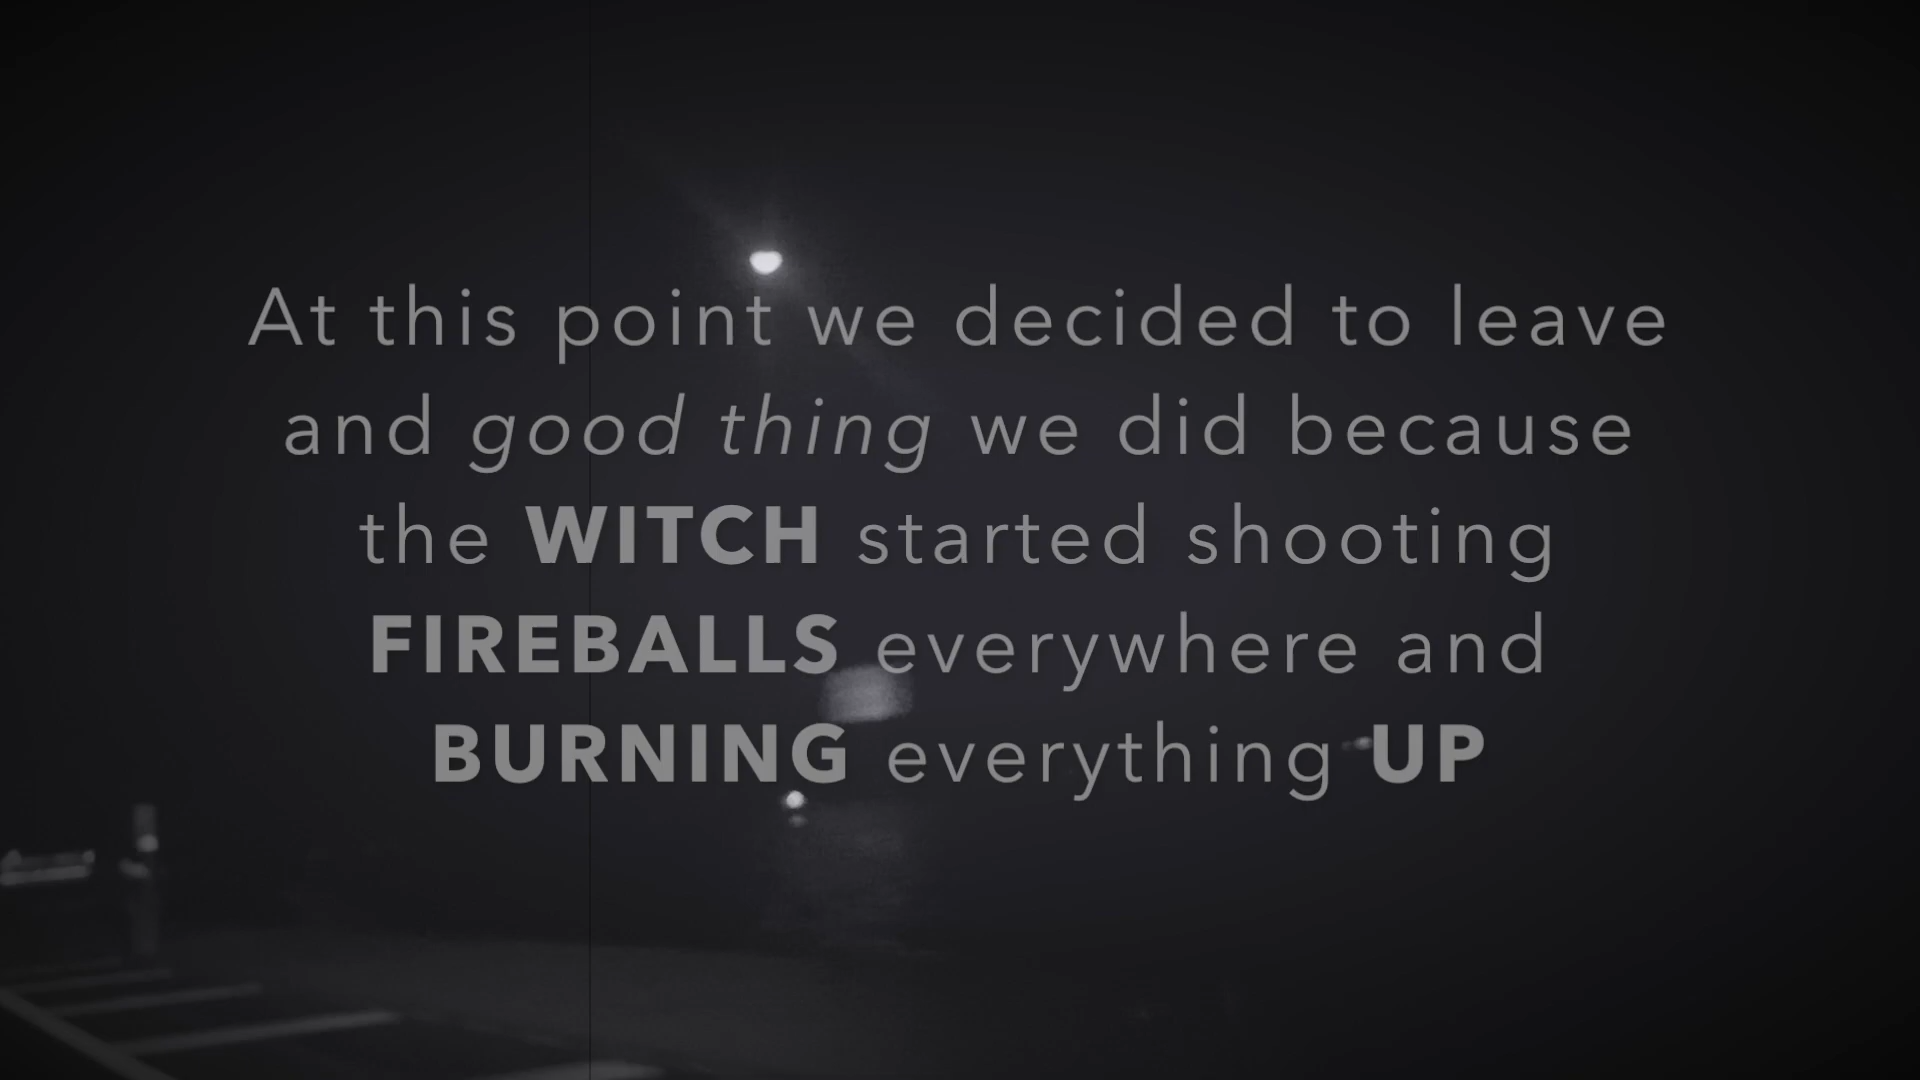 At this point we decided to leave
and good thing we did because
the WITCH started shooting
FIREBALLS everywhere and
BURNING everything UP